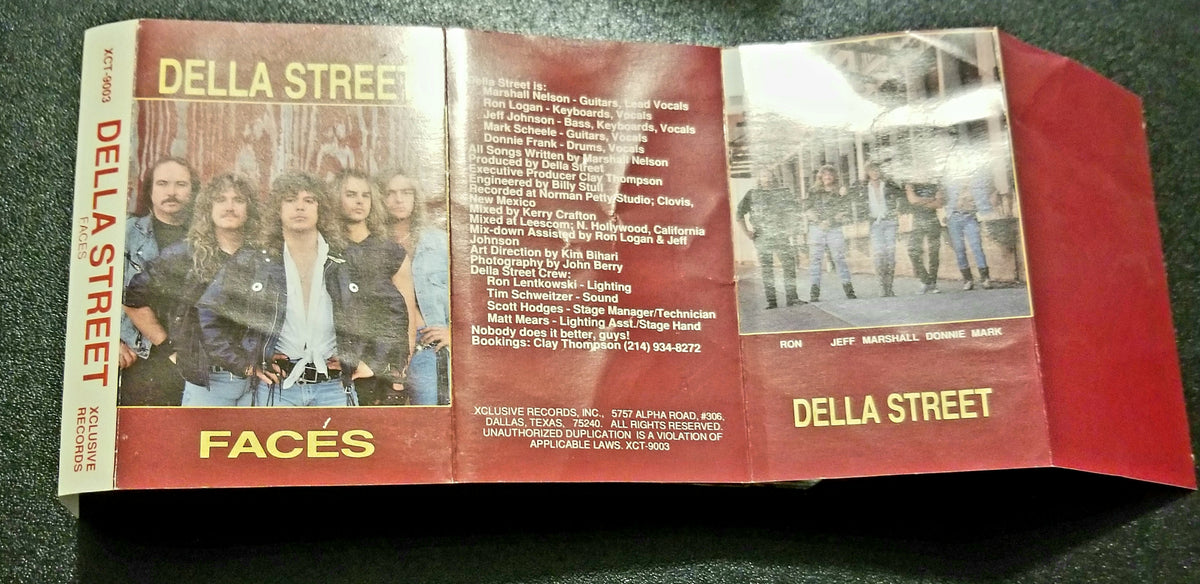 XCT-9003
DELLA STREET
FACES
XCLUSIVE
RECORDS
DELLA STREET
FACES
Della Street is:
Marshall Nelson - Guitars, Lead Vocals
Ron Logan - Keyboards, Vocals
Jeff Johnson - Bass, Keyboards, Vocals
Mark Scheele - Guitars, Vocals
Donnie Frank - Drums, Vocals
All Songs Written by Marshall Nelson
Produced by Della Street
Executive Producer Clay Thompson
Engineered by Billy Stull
Recorded at Norman Petty Studio; Clovis,
New Mexico
Mixed by Kerry Crafton
Mixed at Leescom; N. Hollywood, California
Mix-down Assisted by Ron Logan & Jeff
Johnson
Art Direction by Kim Bihari
Photography by John Berry
Della Street Crew:
Ron Lentkowski - Lighting
Tim Schweitzer - Sound
Scott Hodges - Stage Manager/Technician
Matt Mears - Lighting Asst./Stage Hand
Nobody does it better, guys!
Bookings: Clay Thompson (214) 934-8272
XCLUSIVE RECORDS, INC., 5757 ALPHA ROAD, #306,
DALLAS, TEXAS, 75240. ALL RIGHTS RESERVED.
UNAUTHORIZED DUPLICATION IS A VIOLATION OF
APPLICABLE LAWS. XCT-9003
RON JEFF MARSHALL DONNIE MARK
DELLA STREET